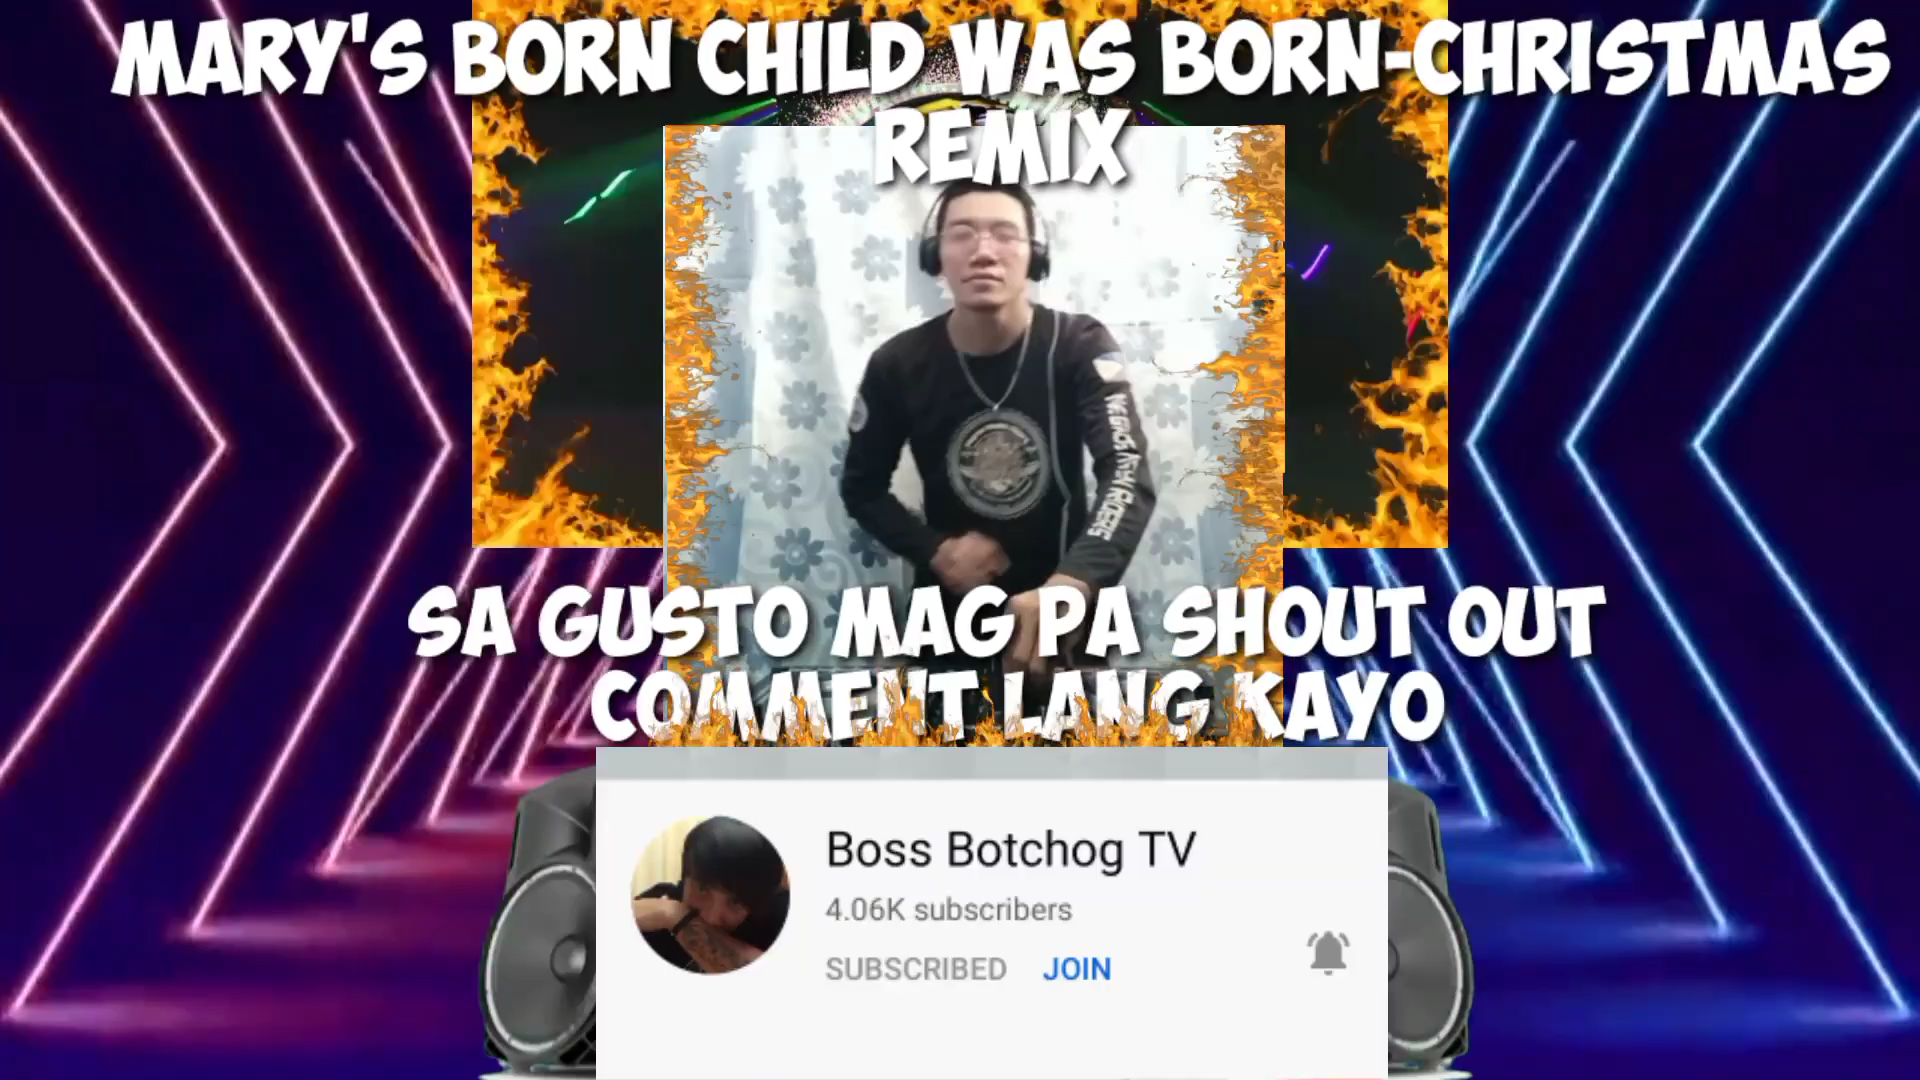 MARY'S BORN CHILD WAS BORN-CHRISTMAS
REMIX
SA GUSTO MAG PA SHOUT OUT
COMMENT LANG KAYO
Boss Botchog TV
4.06K subscribers
SUBSCRIBED JOIN